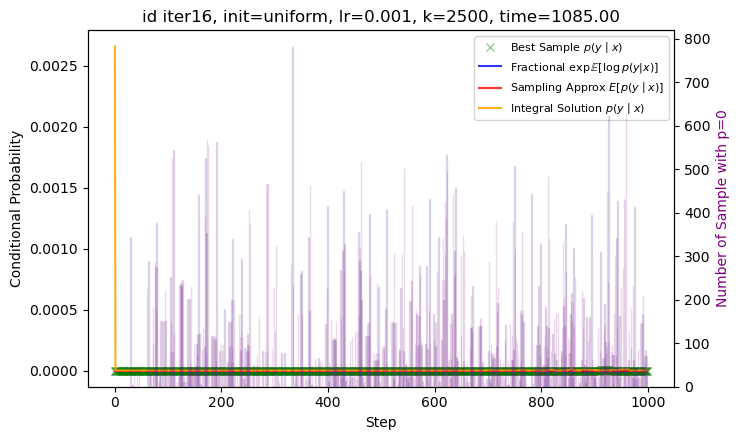 id iter16, init=uniform, lr=0.001, k=2500, time=1085.00
Best Sample p(y | x)
Fractional exp𝔼[log p(y|x)]
Sampling Approx E[p(y | x)]
Integral Solution p(y | x)
Conditional Probability
0.0025
0.0020
0.0015
0.0010
0.0005
0.0000
800
700
600
500
400
300
200
100
0
Number of Sample with p=0
0
200
400
600
800
1000
Step